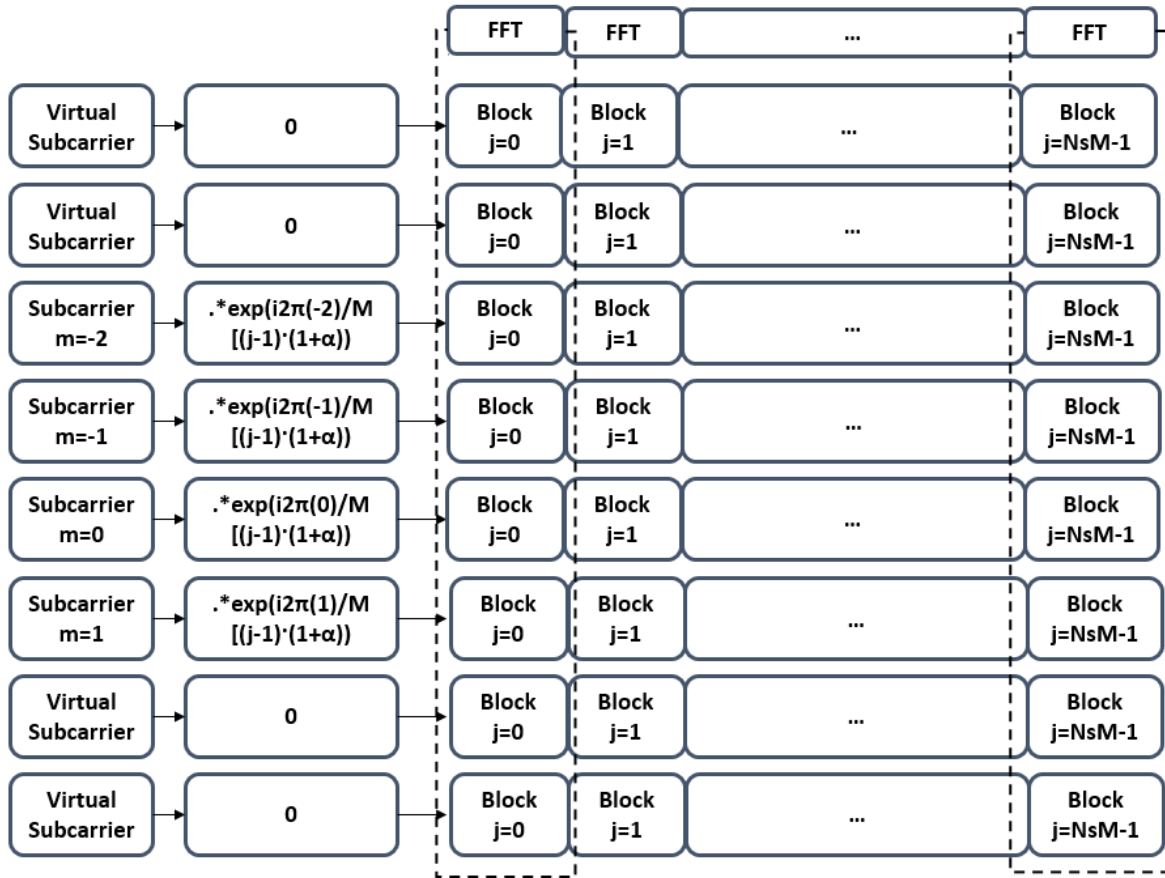 FFT
FFT
...
FFT
Virtual
Subcarrier
0
Block
j=0
Block
j=1
...
Block
j=NsM-1
Virtual
Subcarrier
0
Block
j=0
Block
j=1
...
Block
j=NsM-1
Subcarrier
m=-2
.*exp(i2π(-2)/M
[(j-1)·(1+α))
Block
j=0
Block
j=1
...
Block
j=NsM-1
Subcarrier
m=-1
.*exp(i2π(-1)/M
[(j-1)·(1+α))
Block
j=0
Block
j=1
...
Block
j=NsM-1
Subcarrier
m=0
.*exp(i2π(0)/M
[(j-1)·(1+α))
Block
j=0
Block
j=1
...
Block
j=NsM-1
Subcarrier
m=1
.*exp(i2π(1)/M
[(j-1)·(1+α))
Block
j=0
Block
j=1
...
Block
j=NsM-1
Virtual
Subcarrier
0
Block
j=0
Block
j=1
...
Block
j=NsM-1
Virtual
Subcarrier
0
Block
j=0
Block
j=1
...
Block
j=NsM-1